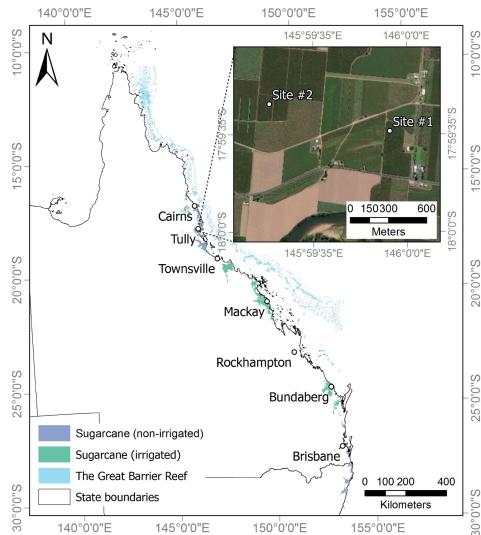 140°0'0"E 145°0'0"E 150°0'0"E 155°0'0"E
10°0'0"S
15°0'0"S
20°0'0"S
25°0'0"S
30°0'0"S
N
145°59'35"E 146°0'0"E
17°59'35"S
18°0'0"S
Site #2
Site #1
0 150300 600
Meters
17°59'35"S
18°0'0"S
145°59'35"E 146°0'0"E
10°0'0"S
15°0'0"S
20°0'0"S
25°0'0"S
30°0'0"S
Cairns
Tully
Townsville
Mackay
Rockhampton
Bundaberg
Brisbane
Sugarcane (non-irrigated)
Sugarcane (irrigated)
The Great Barrier Reef
State boundaries
0 100 200 400
Kilometers
140°0'0"E 145°0'0"E 150°0'0"E 155°0'0"E